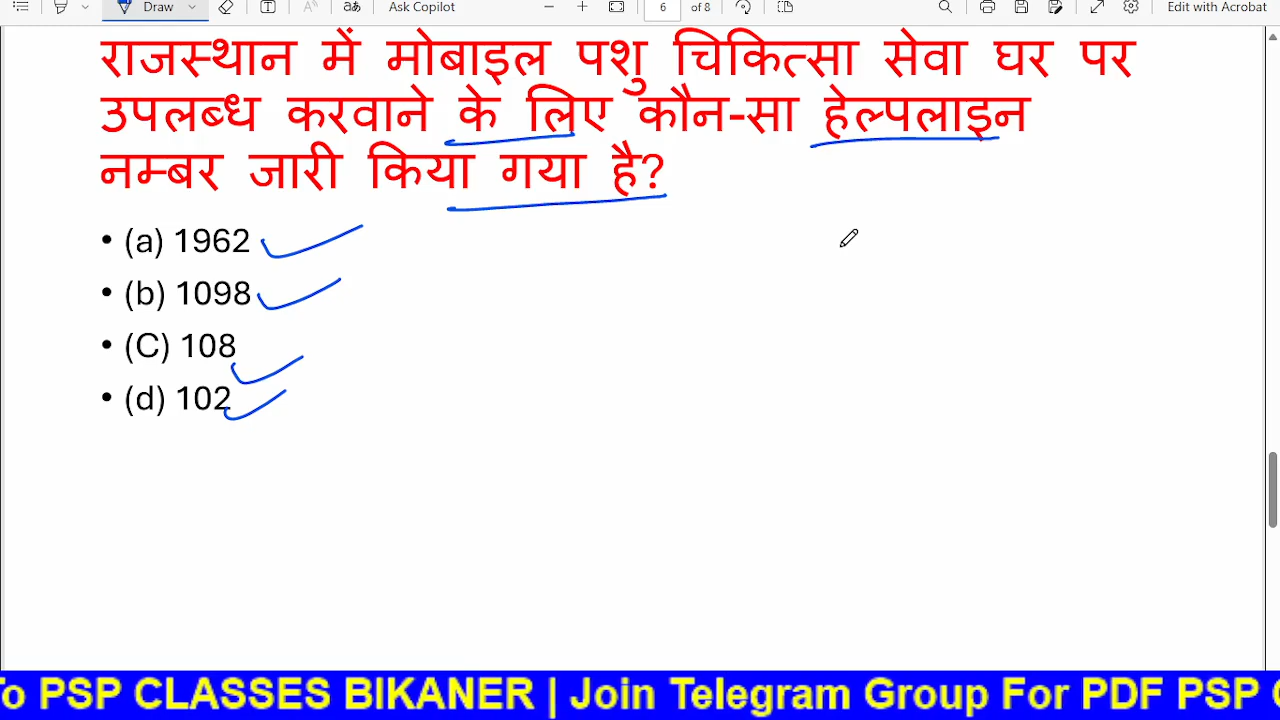 Draw
Ask Copilot
6 of 8
Edit with Acrobat
राजस्थान में मोबाइल पशु चिकित्सा सेवा घर पर
उपलब्ध करवाने के लिए कौन-सा हेल्पलाइन
नम्बर जारी किया गया है?
• (a) 1962
• (b) 1098
• (C) 108
• (d) 102
To PSP CLASSES BIKANER | Join Telegram Group For PDF PSP